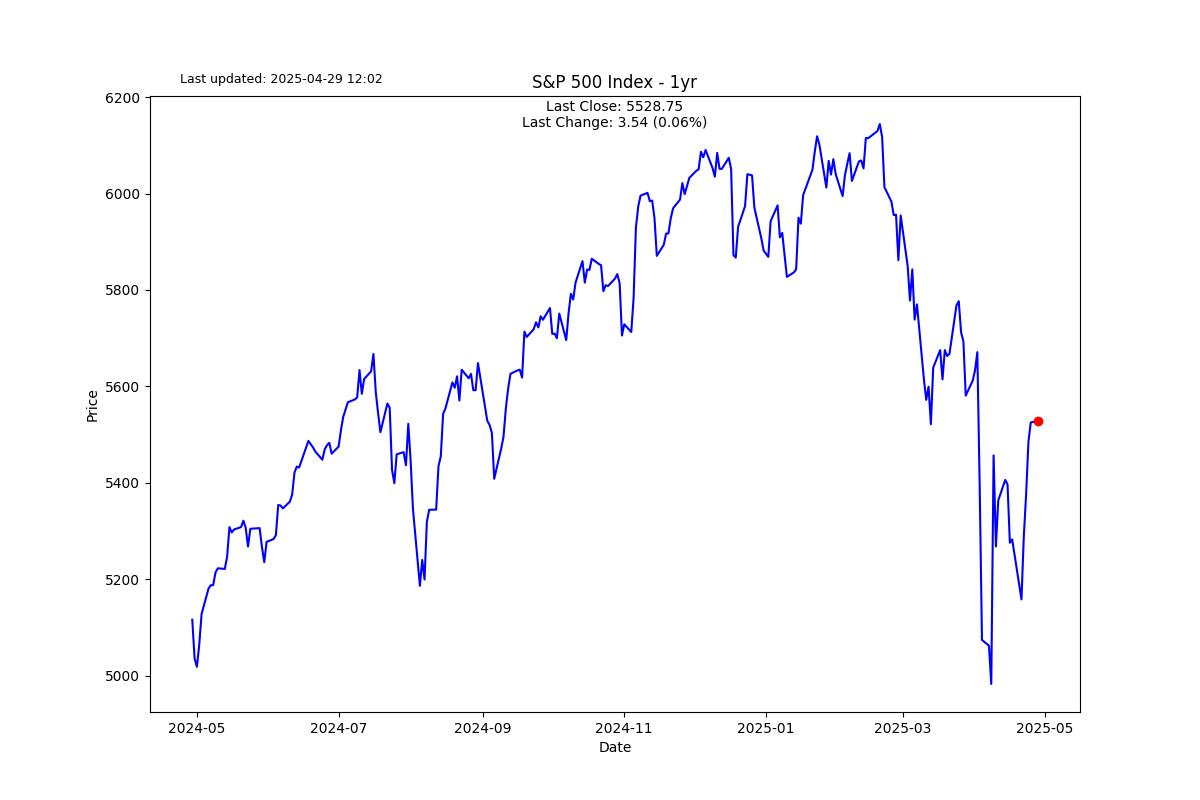 Last updated: 2025-04-29 12:02
S&P 500 Index - 1yr
Last Close: 5528.75
Last Change: 3.54 (0.06%)
6200
6000
5800
5600
5400
5200
5000
Price
2024-05
2024-07
2024-09
2024-11
2025-01
2025-03
2025-05
Date